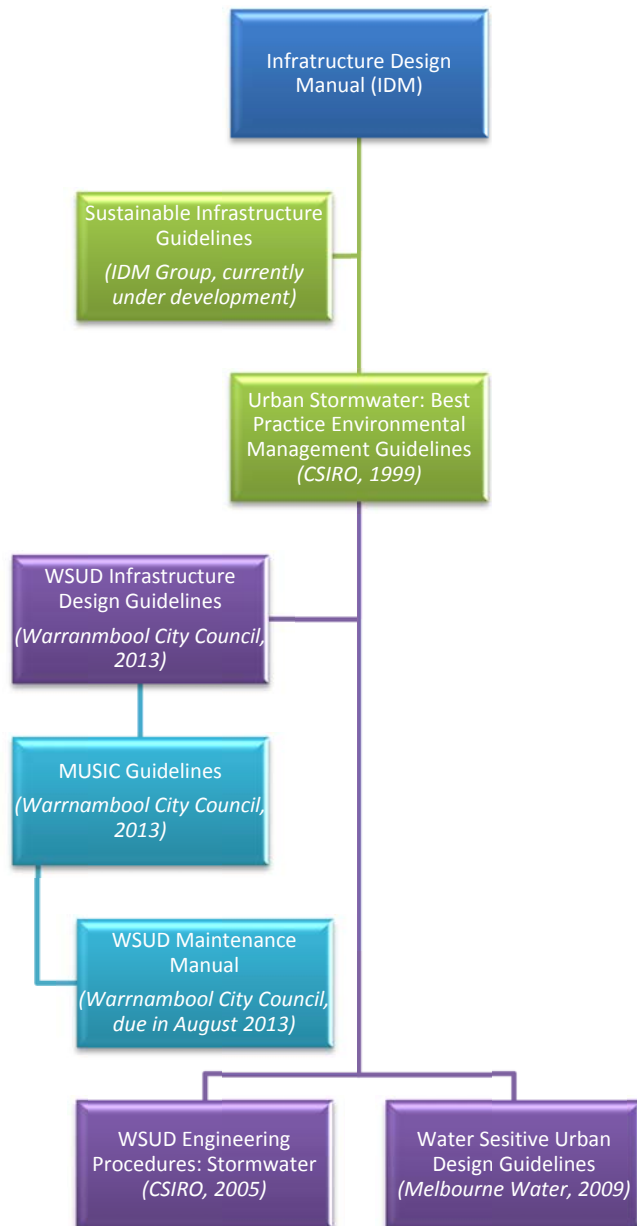 Infratructure Design
Manual (IDM)
Sustainable Infrastructure
Guidelines
(IDM Group, currently
under development)
Urban Stormwater: Best
Practice Environmental
Management Guidelines
(CSIRO, 1999)
WSUD Infrastructure
Design Guidelines
(Warranmbool City Council,
2013)
MUSIC Guidelines
(Warrnambool City Council,
2013)
WSUD Maintenance
Manual
(Warrnambool City Council,
due in August 2013)
WSUD Engineering
Procedures: Stormwater
(CSIRO, 2005)
Water Sesitive Urban
Design Guidelines
(Melbourne Water, 2009)